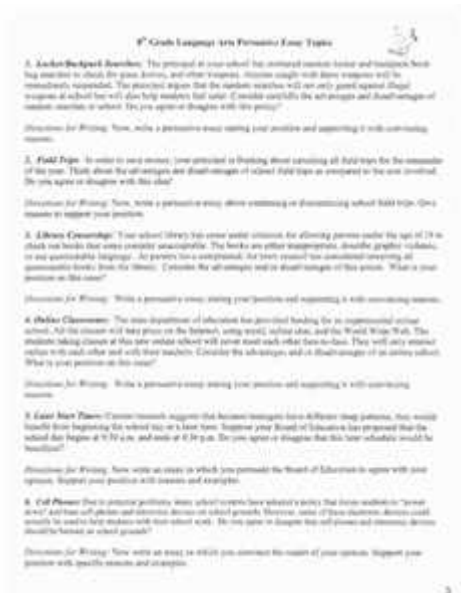 8th Grade Language Arts Persuasive Essay Topics
1. Locker/Backpack Searches: The principal at your school has ordered random locker and backpack/book
bag searches to check for guns, knives, and other weapons. Anyone caught with these weapons will be
immediately suspended. The principal argues that the random searches will not only guard against illegal
weapons at school but will also help students feel safer. Consider carefully the advantages and disadvantages of
random searches at school. Do you agree or disagree with this policy?
Directions for Writing: Now, write a persuasive essay stating your position and supporting it with convincing
reasons.
2. Field Trips: In order to save money, your principal is thinking about canceling all field trips for the remainder
of the year. Think about the advantages and disadvantages of school field trips as compared to the cost involved.
Do you agree or disagree with this idea?
Directions for Writing: Now, write a persuasive essay about continuing or discontinuing school field trips. Give
reasons to support your position.
3. Library Censorship: Your school library has come under criticism for allowing persons under the age of 18 to
check out books that some consider unacceptable. The books are either inappropriate, describe graphic violence,
or use questionable language. As parents have complained, the town council has considered removing all
questionable books from the library. Consider the advantages and/or disadvantages of this action. What is your
position on this issue?
Directions for Writing: Write a persuasive essay stating your position and supporting it with convincing reasons.
4. Online Classrooms: The state department of education has provided funding for an experimental online
school. All the classes will take place on the Internet, using email, online chat, and the World Wide Web. The
students taking classes at this new online school will never meet each other face-to-face. They will only interact
online with each other and with their teachers. Consider the advantages and/or disadvantages of an online school.
What is your position on this issue?
Directions for Writing: Write a persuasive essay stating your position and supporting it with convincing
reasons.
5. Later Start Times: Current research suggests that because teenagers have different sleep patterns, they would
benefit from beginning the school day at a later time. Suppose your Board of Education has proposed that the
school day begins at 9:30 a.m. and ends at 4:30 p.m. Do you agree or disagree that this later schedule would be
beneficial?
Directions for Writing: Now write an essay in which you persuade the Board of Education to agree with your
opinion. Support your position with reasons and examples.
6. Cell Phones: Due to potential problems, many school systems have adopted a policy that forces students to "power
down" and turn cell phones and electronic devices on school grounds. However, some of these electronic devices could
actually be used to help students with their school work. Do you agree or disagree that cell phones and electronic devices
should be banned on school grounds?
Directions for Writing: Now write an essay in which you convince the reader of your opinion. Support your
position with specific reasons and examples.